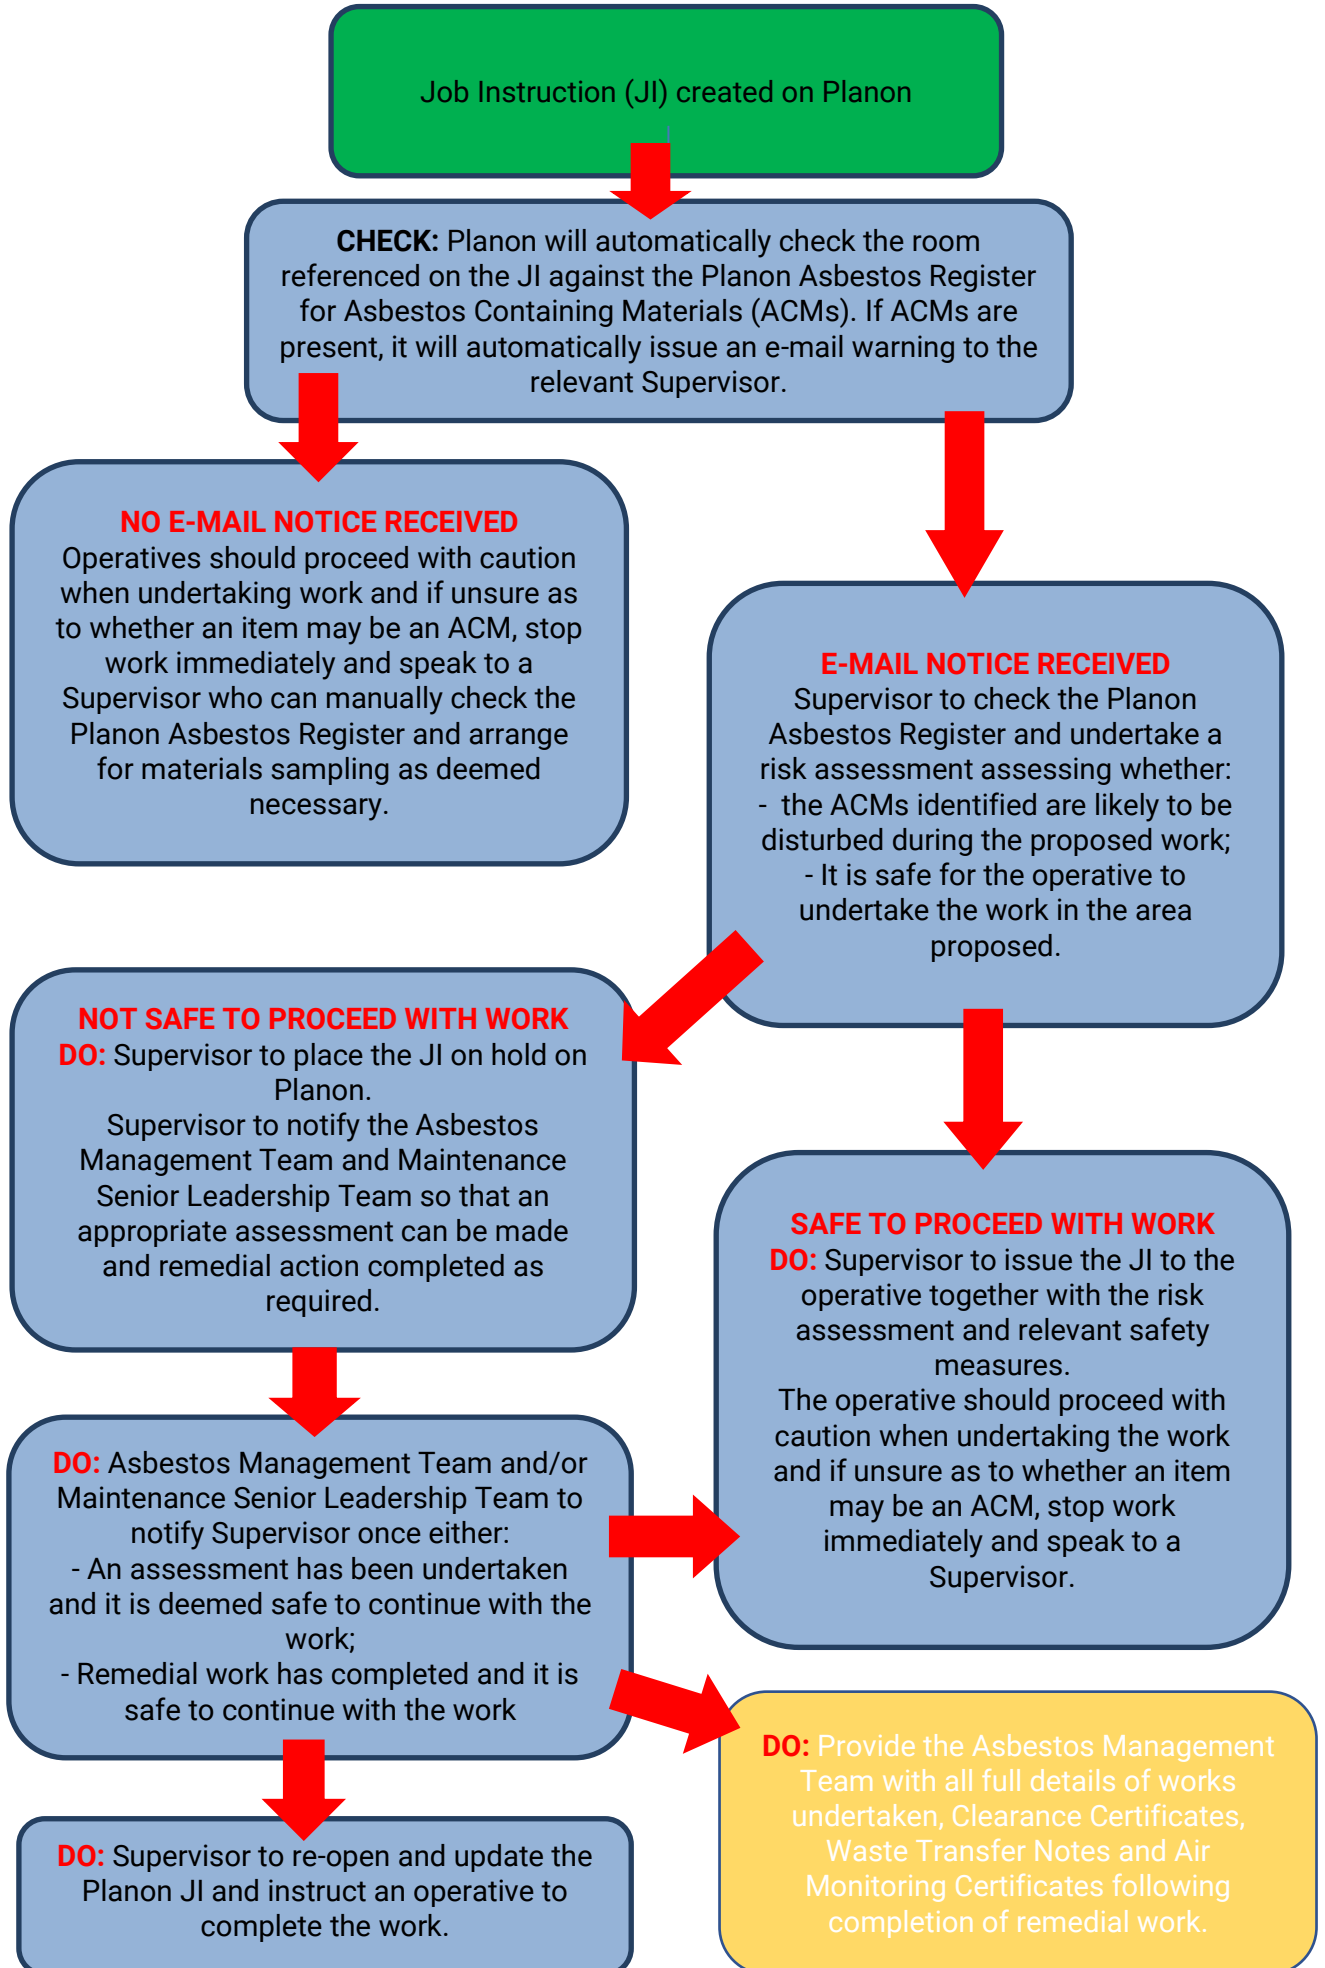 Job Instruction (JI) created on Planon
CHECK: Planon will automatically check the room
referenced on the JI against the Planon Asbestos Register
for Asbestos Containing Materials (ACMs). If ACMs are
present, it will automatically issue an e-mail warning to the
relevant Supervisor.
NO E-MAIL NOTICE RECEIVED
Operatives should proceed with caution
when undertaking work and if unsure as
to whether an item may be an ACM, stop
work immediately and speak to a
Supervisor who can manually check the
Planon Asbestos Register and arrange
for materials sampling as deemed
necessary.
E-MAIL NOTICE RECEIVED
Supervisor to check the Planon
Asbestos Register and undertake a
risk assessment assessing whether:
- the ACMs identified are likely to be
disturbed during the proposed work;
- It is safe for the operative to
undertake the work in the area
proposed.
NOT SAFE TO PROCEED WITH WORK
DO: Supervisor to place the JI on hold on
Planon.
Supervisor to notify the Asbestos
Management Team and Maintenance
Senior Leadership Team so that an
appropriate assessment can be made
and remedial action completed as
required.
SAFE TO PROCEED WITH WORK
DO: Supervisor to issue the JI to the
operative together with the risk
assessment and relevant safety
measures.
The operative should proceed with
caution when undertaking the work
and if unsure as to whether an item
may be an ACM, stop work
immediately and speak to a
Supervisor.
DO: Asbestos Management Team and/or
Maintenance Senior Leadership Team to
notify Supervisor once either:
- An assessment has been undertaken
and it is deemed safe to continue with the
work;
- Remedial work has completed and it is
safe to continue with the work
DO: Provide the Asbestos Management
Team with all full details of works
undertaken, Clearance Certificates,
Waste Transfer Notes and Air
Monitoring Certificates following
completion of remedial work.
DO: Supervisor to re-open and update the
Planon JI and instruct an operative to
complete the work.